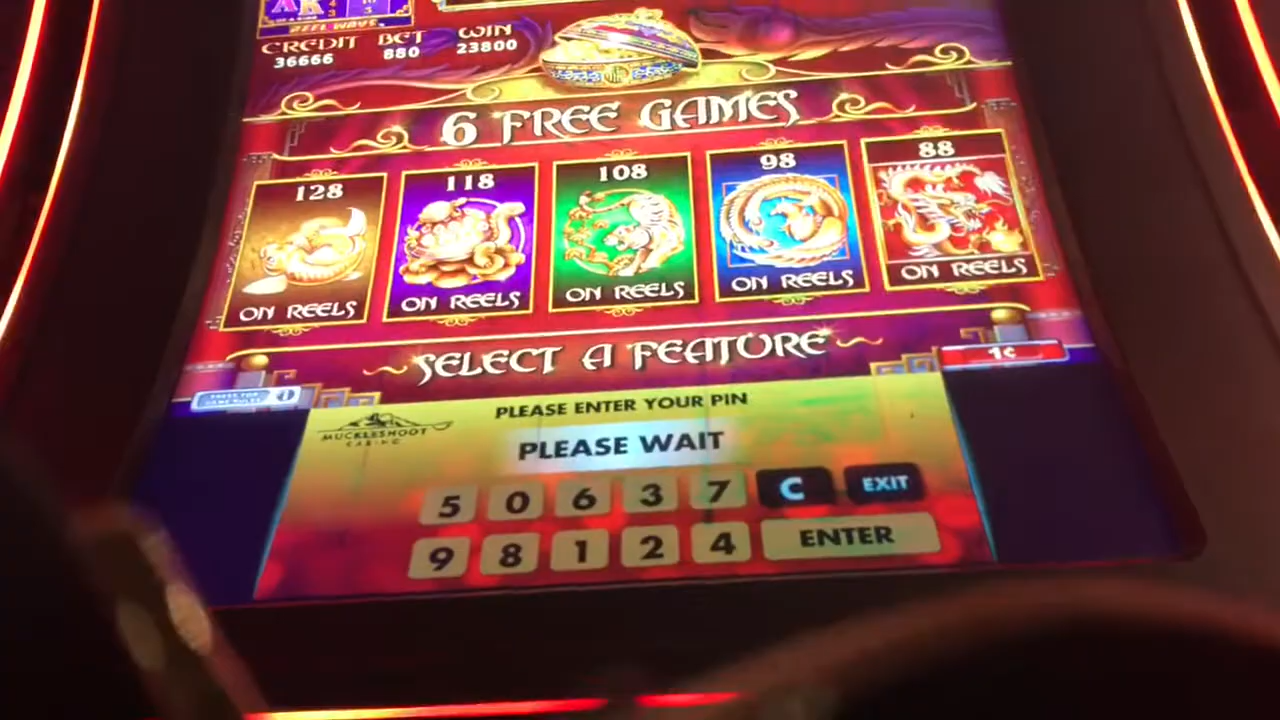 REEL WAYS
CREDIT BET WIN
36666 880 23800
6 FREE GAMES
128 118 108 98 88
ON REELS ON REELS ON REELS ON REELS ON REELS
SELECT A FEATURE
1¢
PLEASE ENTER YOUR PIN
MUCKLESHOOT
CASINO
PLEASE WAIT
5 0 6 3 7 C EXIT
9 8 1 2 4 ENTER